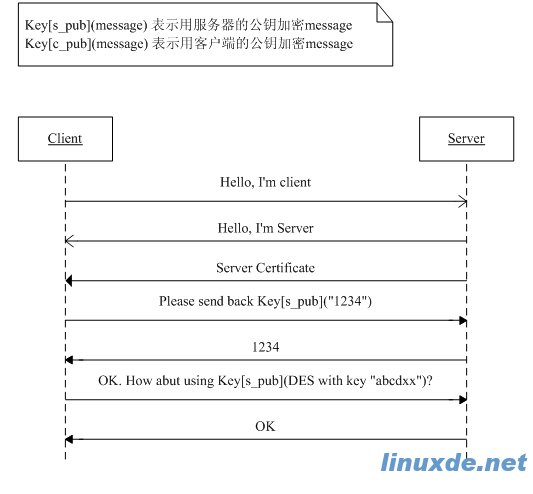 Key[s_pub](message) 表示用服务器的公钥加密message
Key[c_pub](message) 表示用客户端的公钥加密message
Client
Server
Hello, I'm client
Hello, I'm Server
Server Certificate
Please send back Key[s_pub]("1234")
1234
OK. How abut using Key[s_pub](DES with key "abcdxx")?
OK
linuxde.net